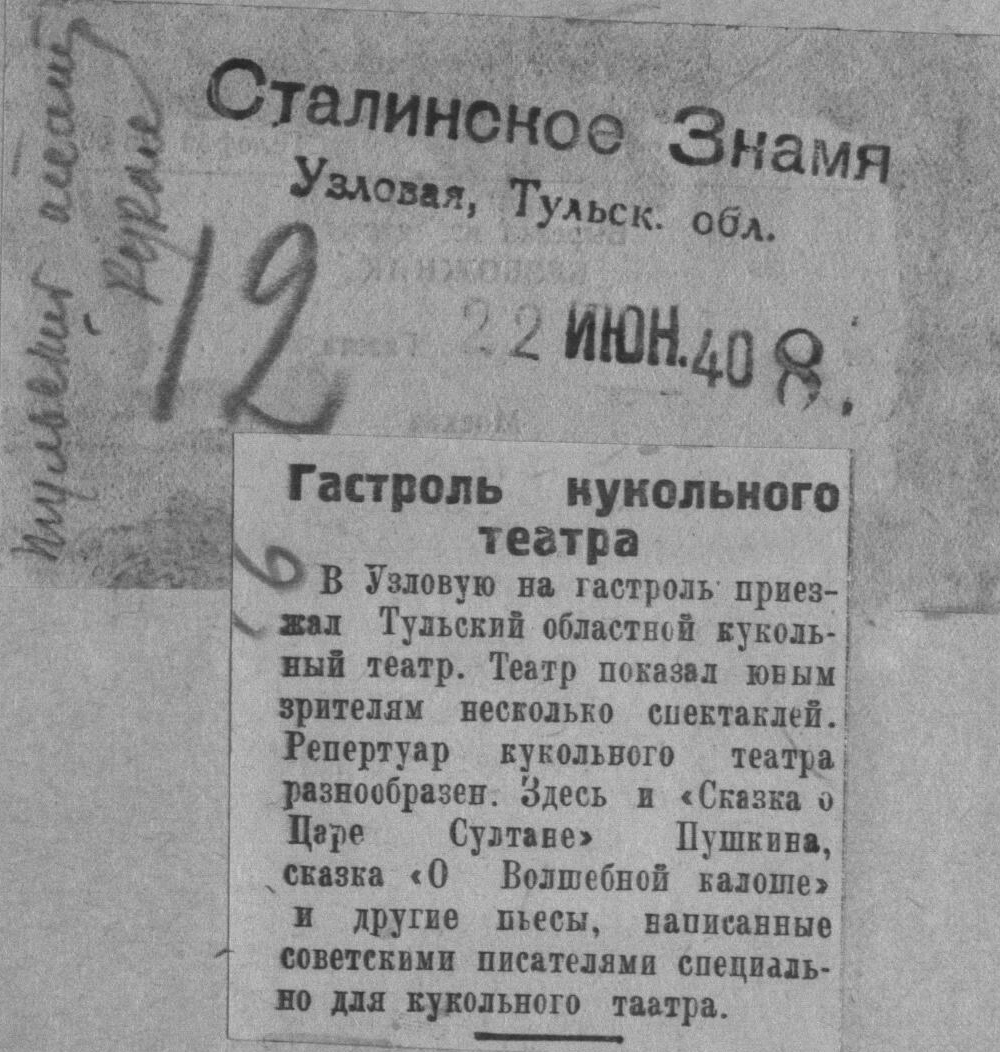 Сталинское Знамя
Узловая, Тульск. обл.
12
22 ИЮН. 40
Гастроль кукольного
театра
В Узловую на гастроль приез-
жал Тульский областной куколь-
ный театр. Театр показал юным
зрителям несколько спектаклей.
Репертуар кукольного театра
разнообразен. Здесь и «Сказка о
Царе Султане» Пушкина,
сказка «О Волшебной калоше»
и другие пьесы, написанные
советскими писателями специаль-
но для кукольного таатра.